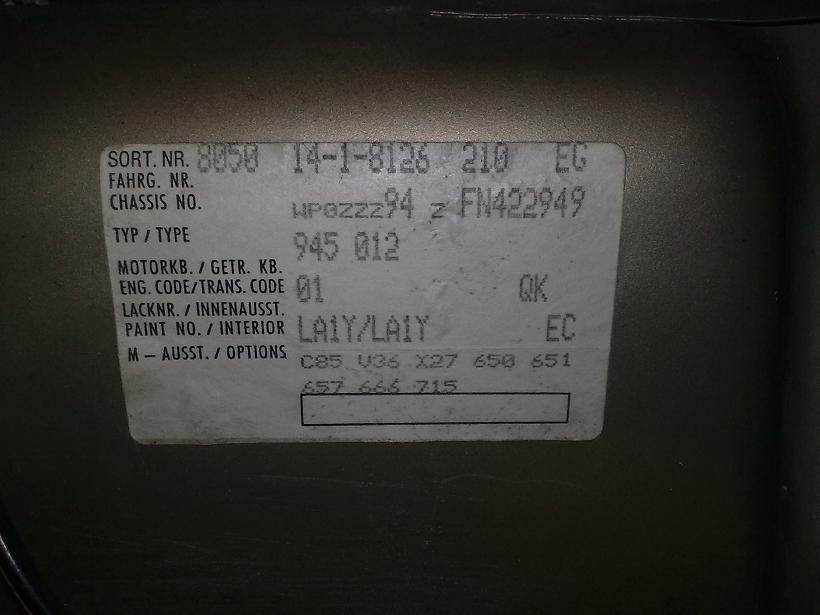 SORT. NR. 8050 14-1-8126 210 EG
FAHRG. NR.
CHASSIS NO. WP0ZZZ94 Z FN422949
TYP / TYPE 945 012
MOTORKB. / GETR. KB.
ENG. CODE/TRANS. CODE 01 QK
LACKNR. / INNENAUSST.
PAINT NO. / INTERIOR LA1Y/LA1Y EC
M – AUSST. / OPTIONS C85 V36 X27 650 651
657 666 715